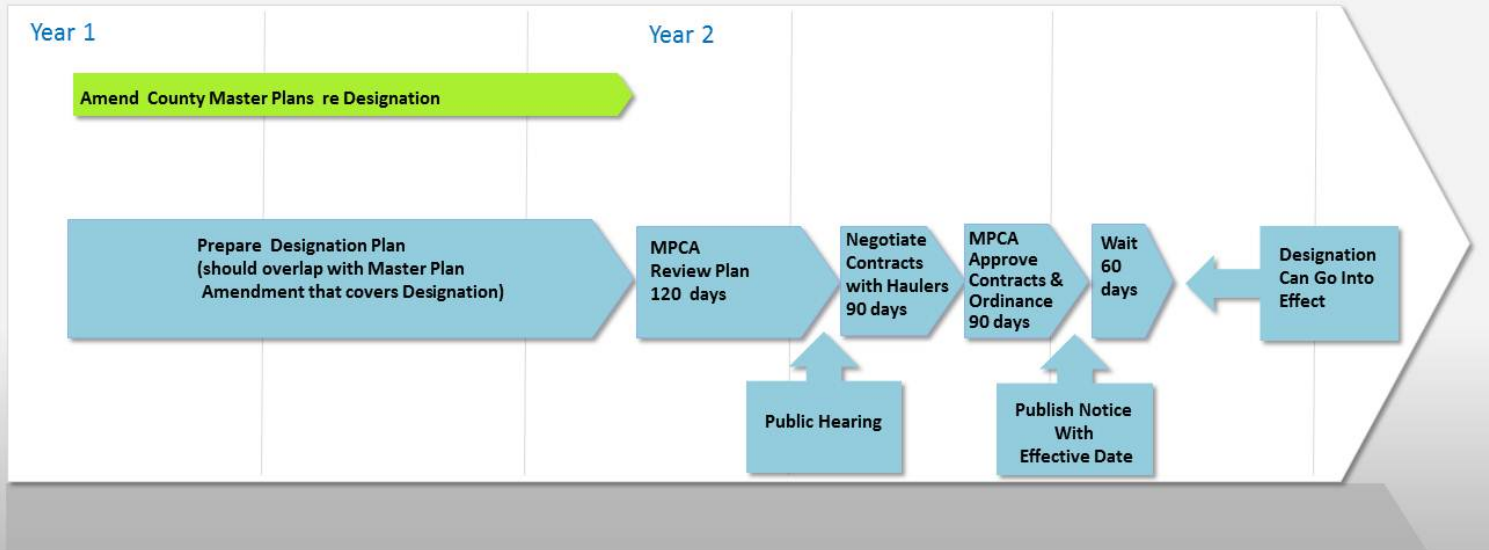 Year 1
Year 2
Amend County Master Plans re Designation
Prepare Designation Plan
(should overlap with Master Plan
Amendment that covers Designation)
MPCA
Review Plan
120 days
Negotiate
Contracts
with Haulers
90 days
MPCA
Approve
Contracts &
Ordinance
90 days
Wait
60
days
Designation
Can Go Into
Effect
Public Hearing
Publish Notice
With
Effective Date